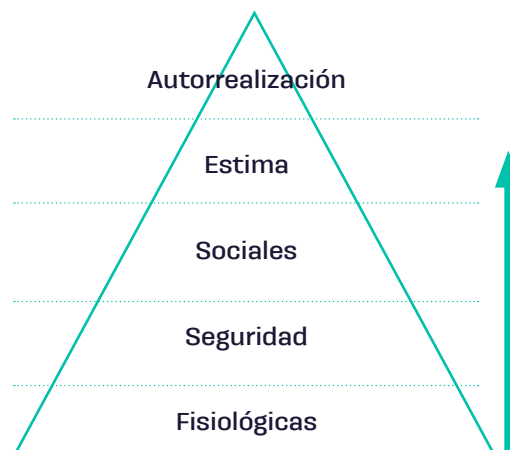 Autorrealización
Estima
Sociales
Seguridad
Fisiológicas